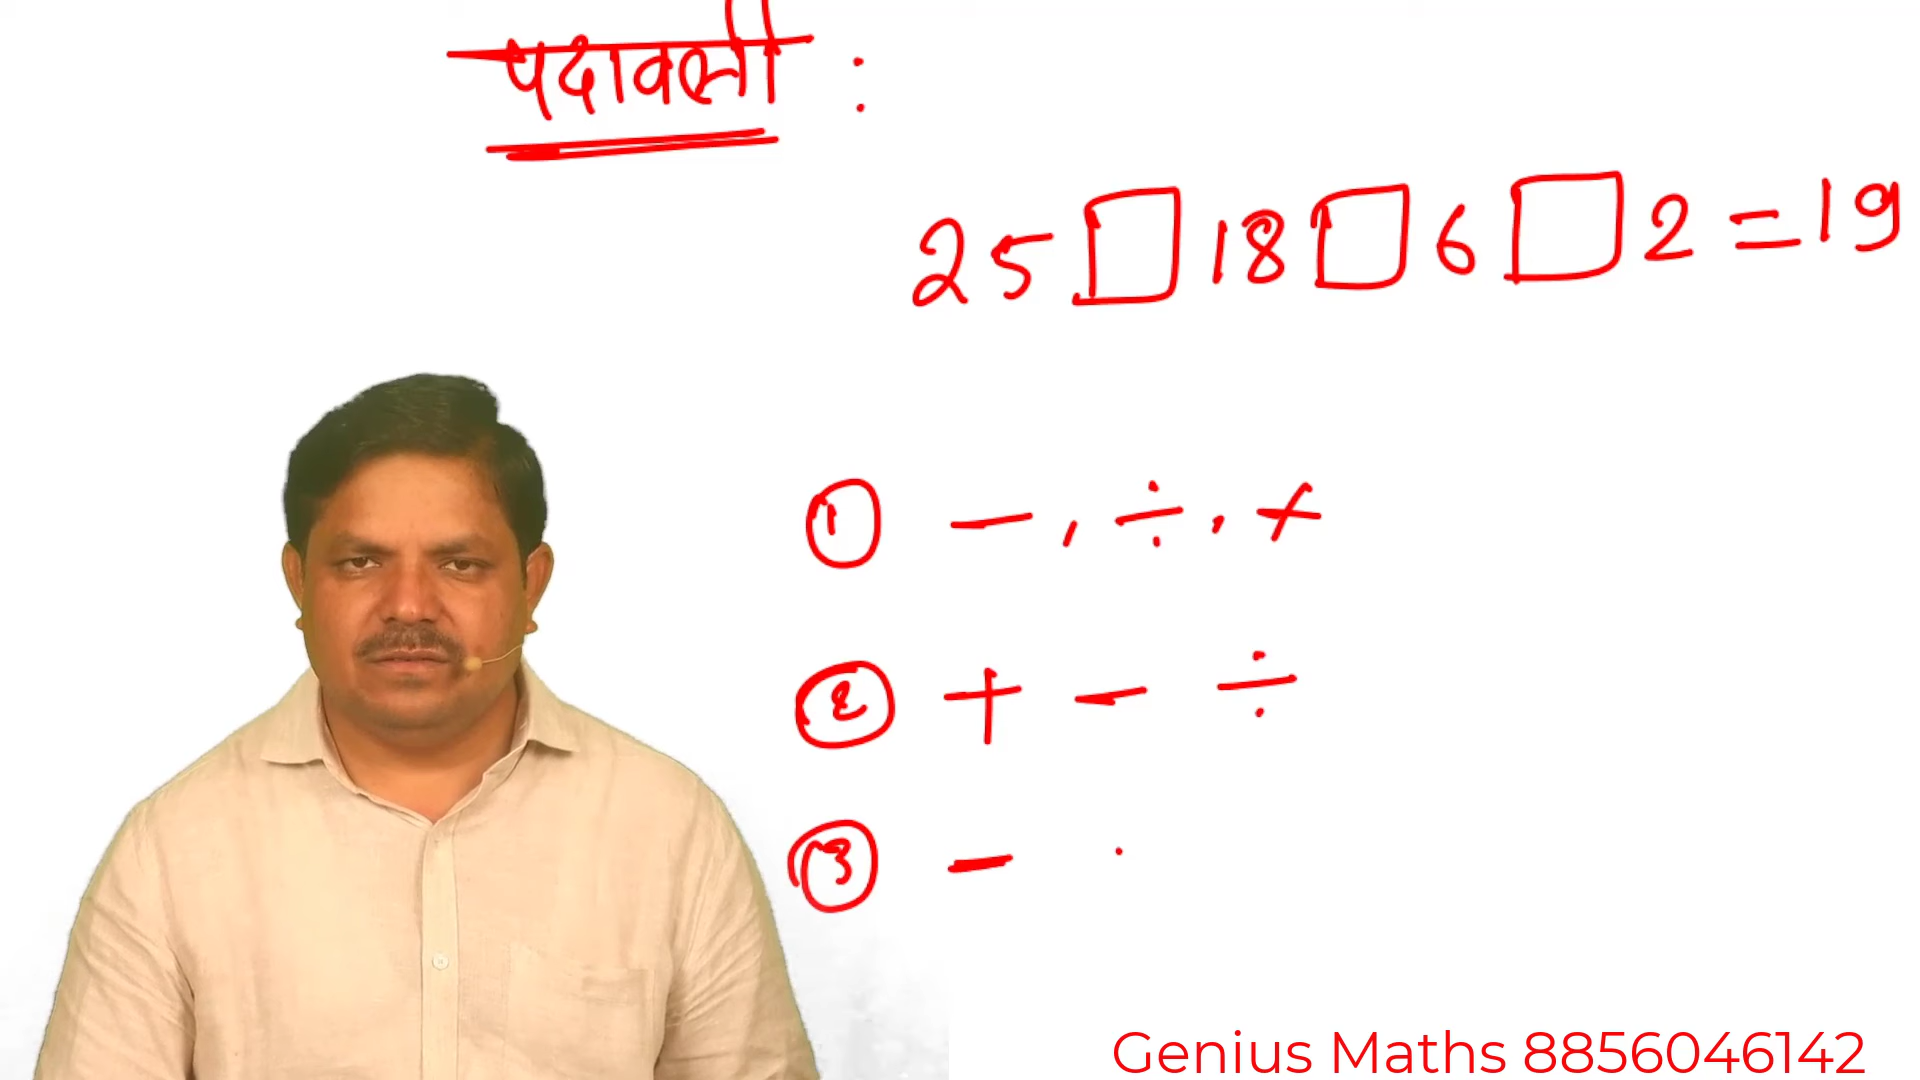 पदावली :
25 □ 18 □ 6 □ 2 = 19
① − , ÷ , +
② + − ÷
③ − .
Genius Maths 8856046142